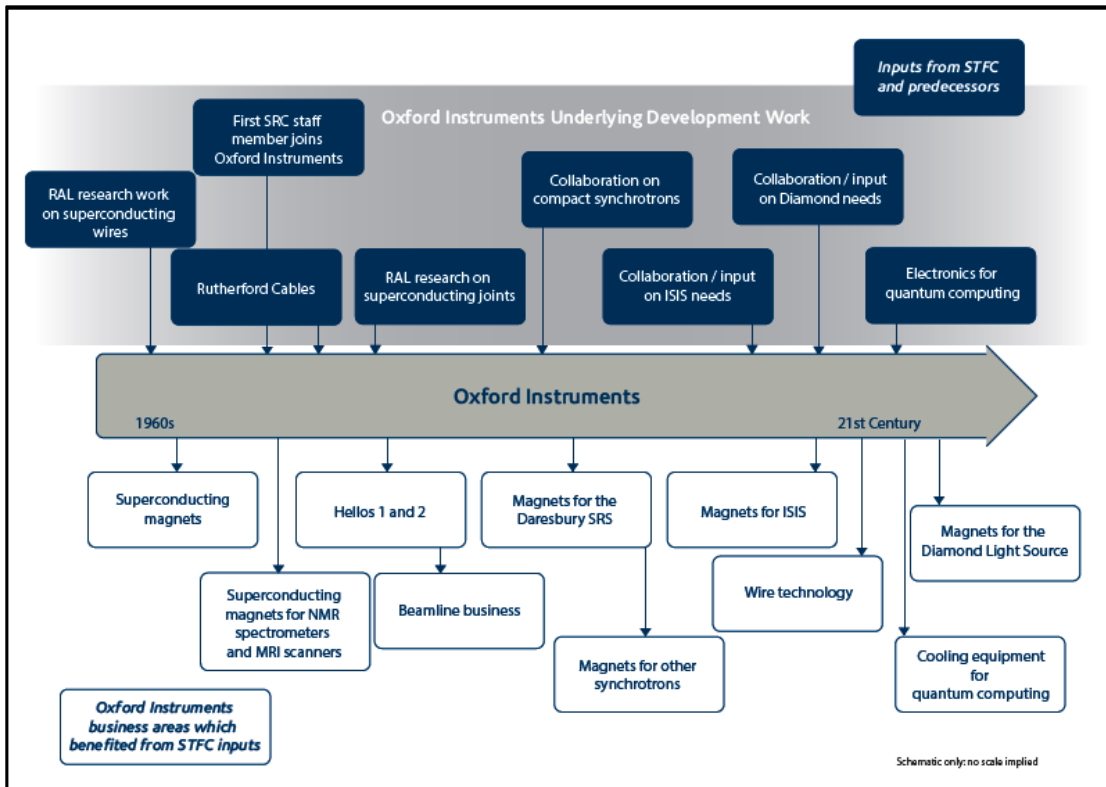 Inputs from STFC
and predecessors
Oxford Instruments Underlying Development Work
First SRC staff
member joins
Oxford Instruments
RAL research work
on superconducting
wires
Collaboration on
compact synchrotrons
Collaboration / input
on Diamond needs
Rutherford Cables
RAL research on
superconducting joints
Collaboration / input
on ISIS needs
Electronics for
quantum computing
Oxford Instruments
1960s
21st Century
Superconducting
magnets
Helios 1 and 2
Magnets for the
Daresbury SRS
Magnets for ISIS
Magnets for the
Diamond Light Source
Superconducting
magnets for NMR
spectrometers
and MRI scanners
Beamline business
Wire technology
Magnets for other
synchrotrons
Cooling equipment
for
quantum computing
Oxford Instruments
business areas which
benefited from STFC inputs
Schematic only: no scale implied